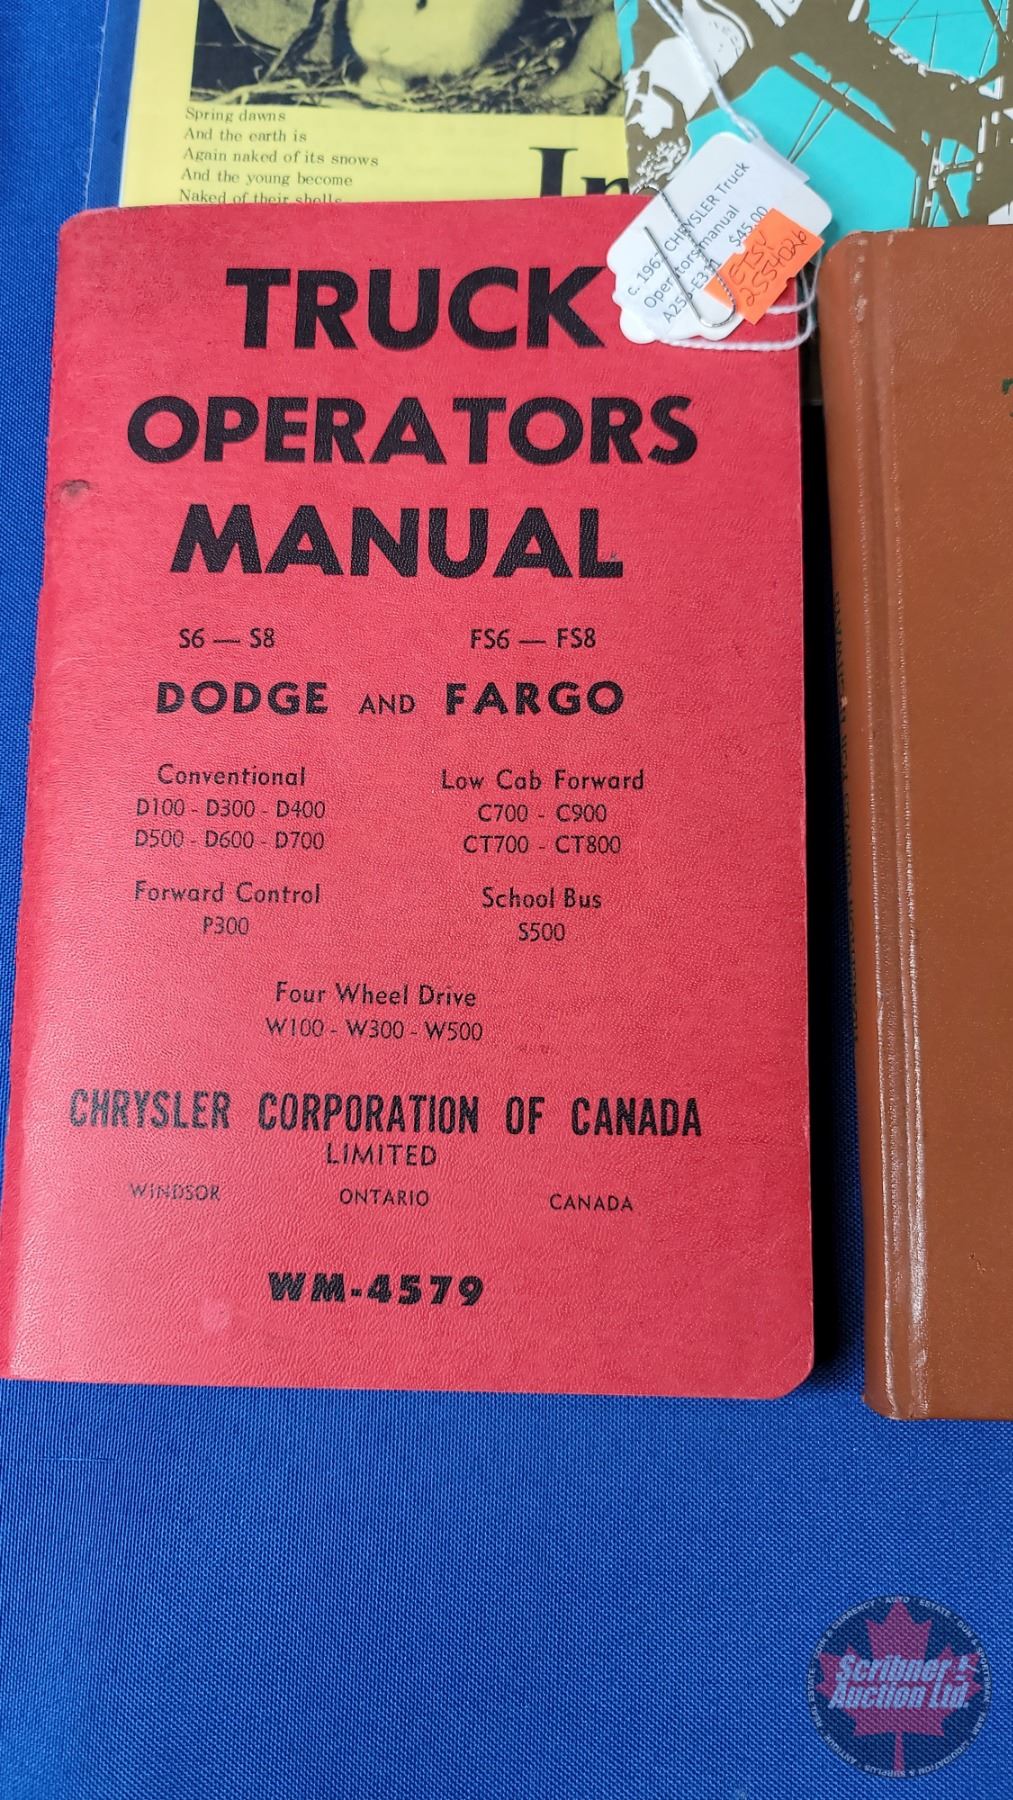 Spring dawns
And the earth is
Again naked of its snows
And the young become
Naked of their shells
In
c. 196 CHRYSLER Truck
Operators manual
$45.00
ETSY
255402b
TRUCK
OPERATORS
MANUAL
S6 — S8 FS6 — FS8
DODGE AND FARGO
Conventional
D100 - D300 - D400
D500 - D600 - D700
Low Cab Forward
C700 - C900
CT700 - CT800
Forward Control
P300
School Bus
S500
Four Wheel Drive
W100 - W300 - W500
CHRYSLER CORPORATION OF CANADA
LIMITED
WINDSOR ONTARIO CANADA
WM-4579
Scribner
Auction Ltd.